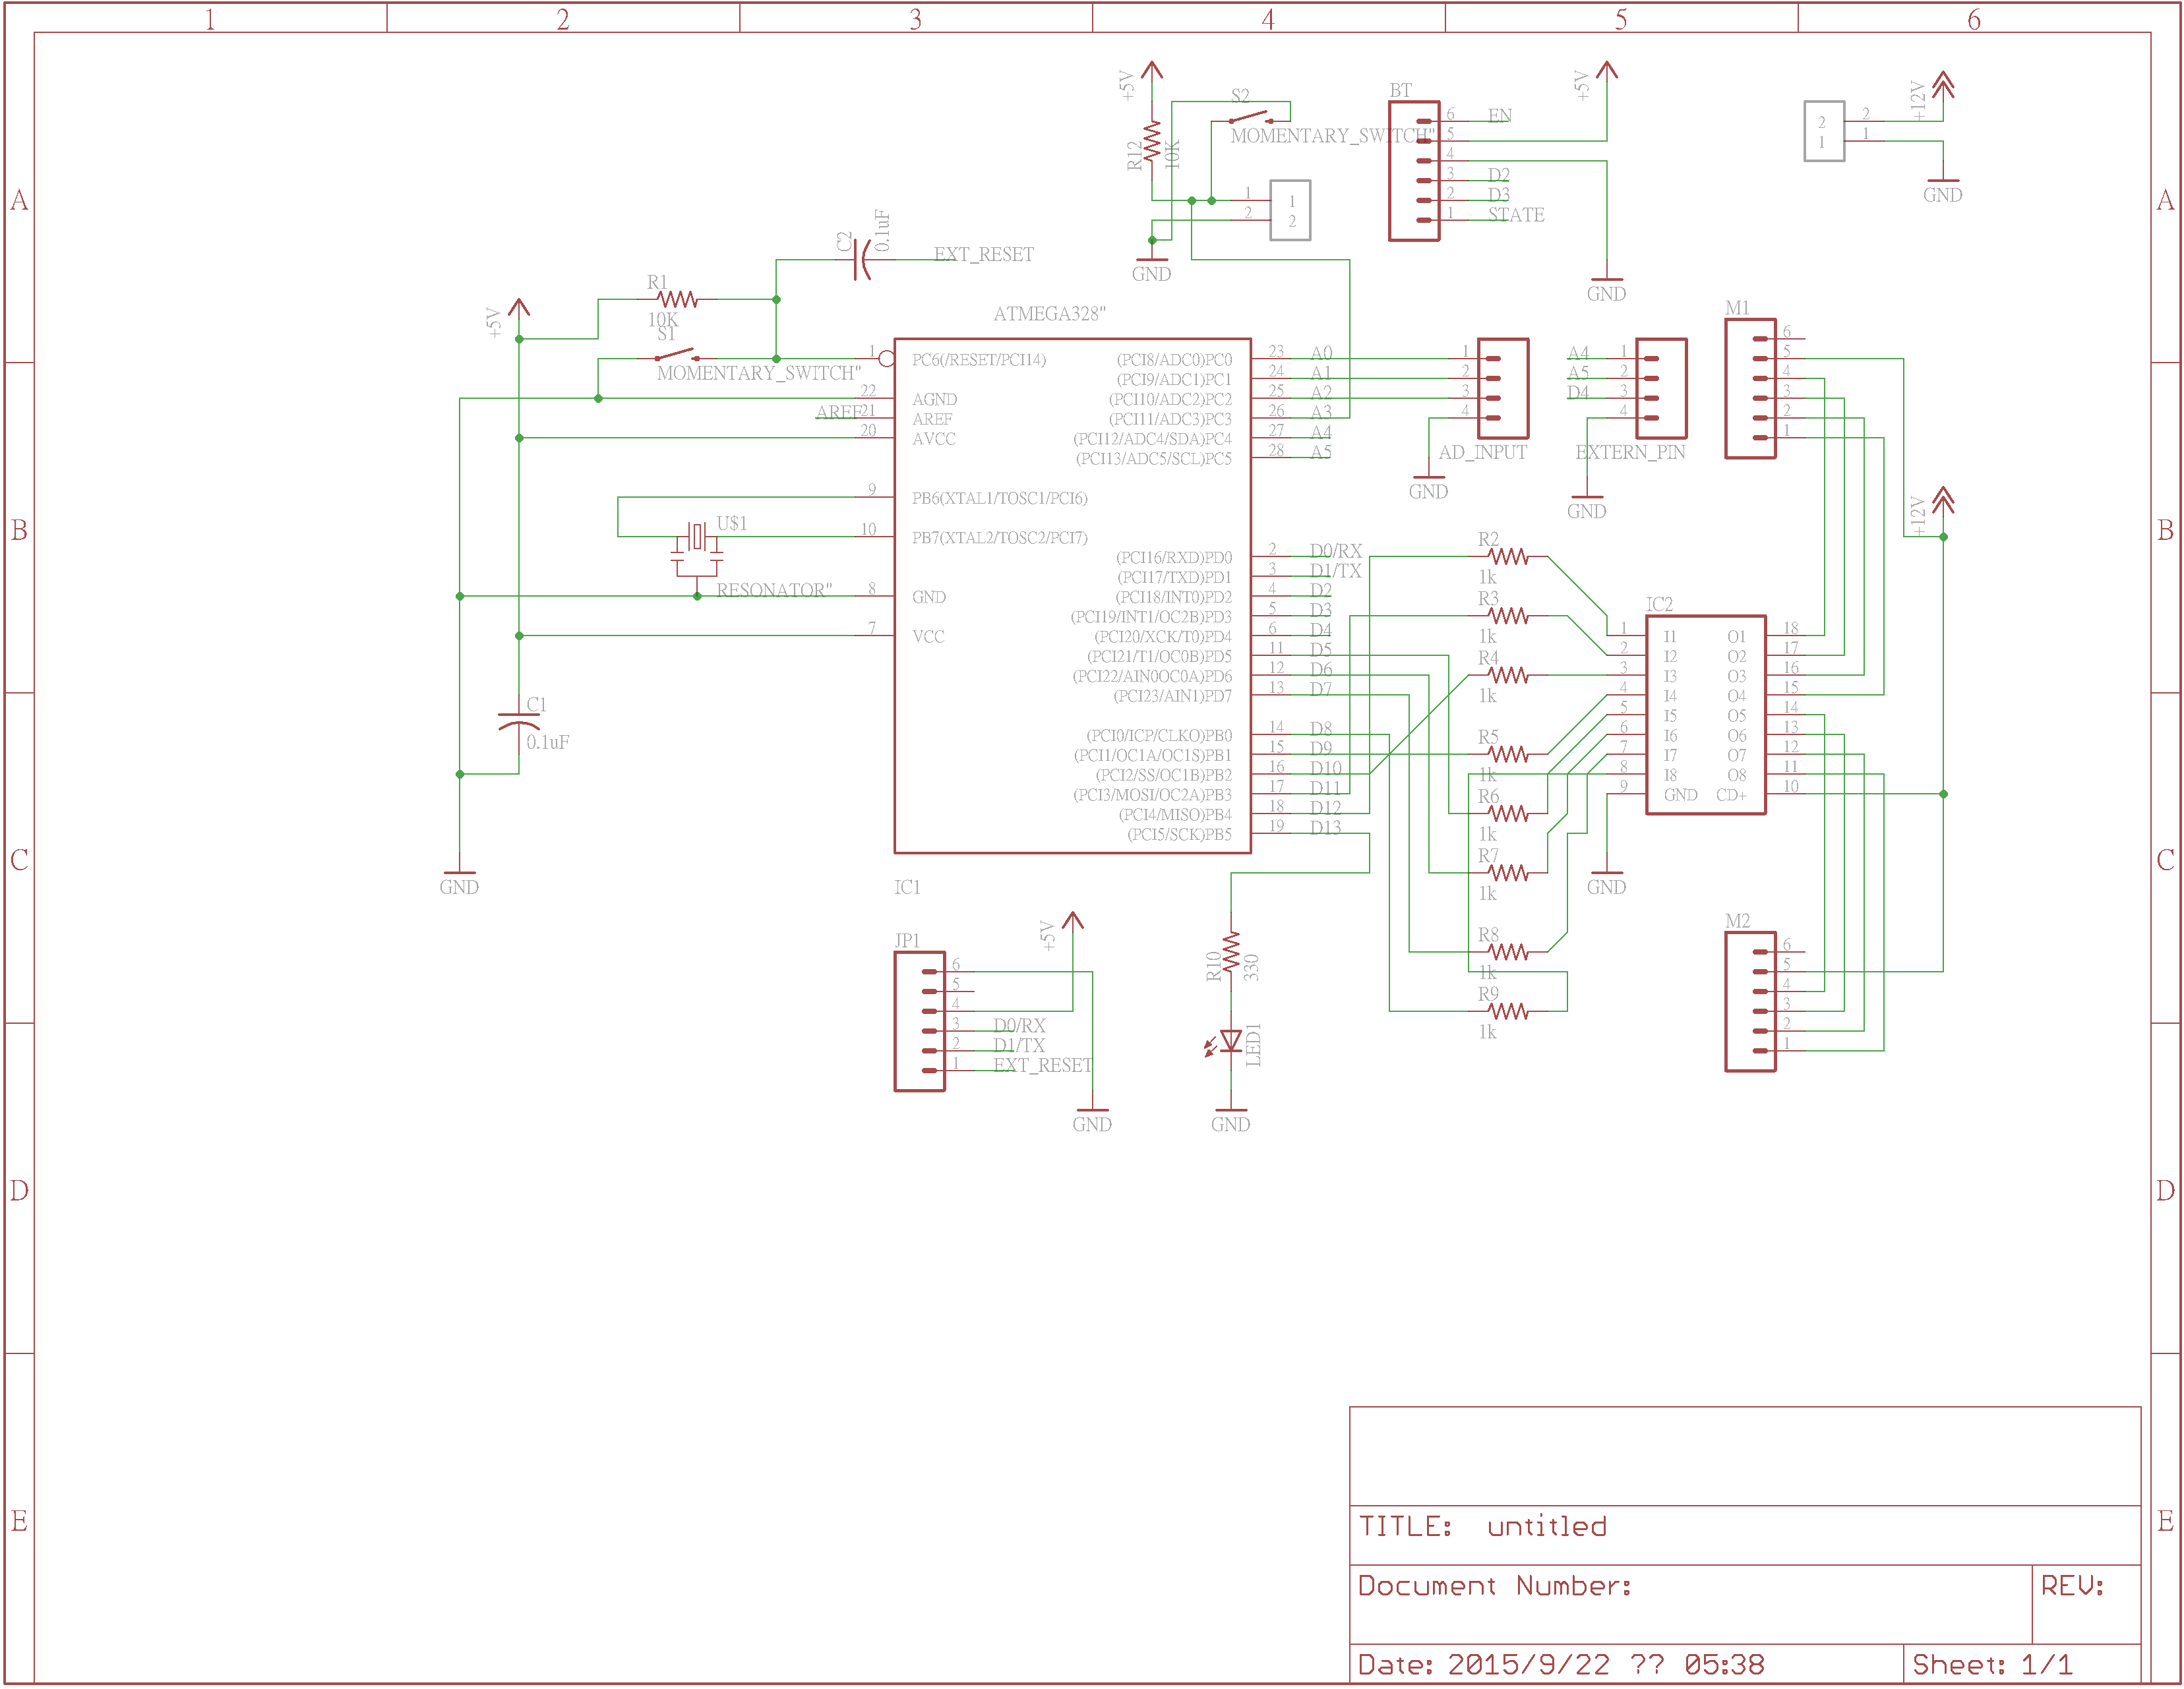 1 2 3 4 5 6
A
B
C
D
E
A
B
C
D
E
+5V
R12
10K
S2
MOMENTARY_SWITCH"
1
2
1
2
GND
BT
6 EN
5
4
3 D2
2 D3
1 STATE
+5V
GND
2
1
2
1
+12V
GND
C2
0.1uF
EXT_RESET
R1
10K
S1
MOMENTARY_SWITCH"
+5V
AREF
U$1
RESONATOR"
C1
0.1uF
GND
ATMEGA328"
1 PC6(/RESET/PCI14)
22 AGND
21 AREF
20 AVCC
9 PB6(XTAL1/TOSC1/PCI6)
10 PB7(XTAL2/TOSC2/PCI7)
8 GND
7 VCC
(PCI8/ADC0)PC0 23 A0
(PCI9/ADC1)PC1 24 A1
(PCI10/ADC2)PC2 25 A2
(PCI11/ADC3)PC3 26 A3
(PCI12/ADC4/SDA)PC4 27 A4
(PCI13/ADC5/SCL)PC5 28 A5
(PCI16/RXD)PD0 2 D0/RX
(PCI17/TXD)PD1 3 D1/TX
(PCI18/INT0)PD2 4 D2
(PCI19/INT1/OC2B)PD3 5 D3
(PCI20/XCK/T0)PD4 6 D4
(PCI21/T1/OC0B)PD5 11 D5
(PCI22/AIN0OC0A)PD6 12 D6
(PCI23/AIN1)PD7 13 D7
(PCI0/ICP/CLKO)PB0 14 D8
(PCI1/OC1A/OC1S)PB1 15 D9
(PCI2/SS/OC1B)PB2 16 D10
(PCI3/MOSI/OC2A)PB3 17 D11
(PCI4/MISO)PB4 18 D12
(PCI5/SCK)PB5 19 D13
IC1
1
2
3
4
AD_INPUT
GND
A4 1
A5 2
D4 3
4
EXTERN_PIN
GND
M1
6
5
4
3
2
1
+12V
R2
1k
R3
1k
R4
1k
R5
1k
R6
1k
R7
1k
R8
1k
R9
1k
IC2
1 I1 O1 18
2 I2 O2 17
3 I3 O3 16
4 I4 O4 15
5 I5 O5 14
6 I6 O6 13
7 I7 O7 12
8 I8 O8 11
9 GND CD+ 10
GND
M2
6
5
4
3
2
1
JP1
6
5
4
3 D0/RX
2 D1/TX
1 EXT_RESET
+5V
GND
R10
330
LED1
GND
TITLE: untitled
Document Number:
REV:
Date: 2015/9/22 ?? 05:38
Sheet: 1/1